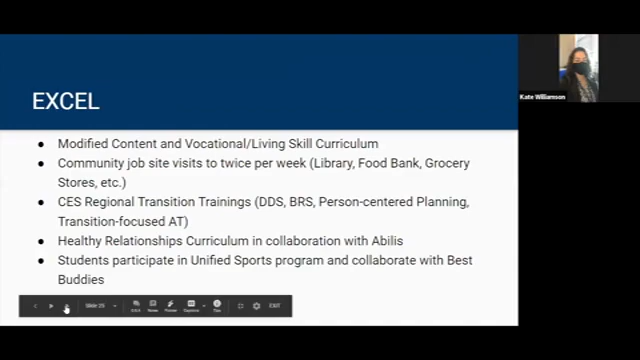 EXCEL
Kate Williamson
● Modified Content and Vocational/Living Skill Curriculum
● Community job site visits to twice per week (Library, Food Bank, Grocery
Stores, etc.)
● CES Regional Transition Trainings (DDS, BRS, Person-centered Planning,
Transition-focused AT)
● Healthy Relationships Curriculum in collaboration with Abilis
● Students participate in Unified Sports program and collaborate with Best
Buddies
Slide 25
Notes
Pointer
Captions
EXIT